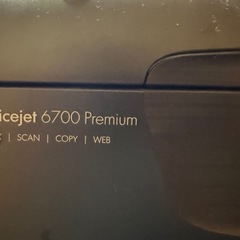 icejet 6700 Premium
| SCAN | COPY | WEB